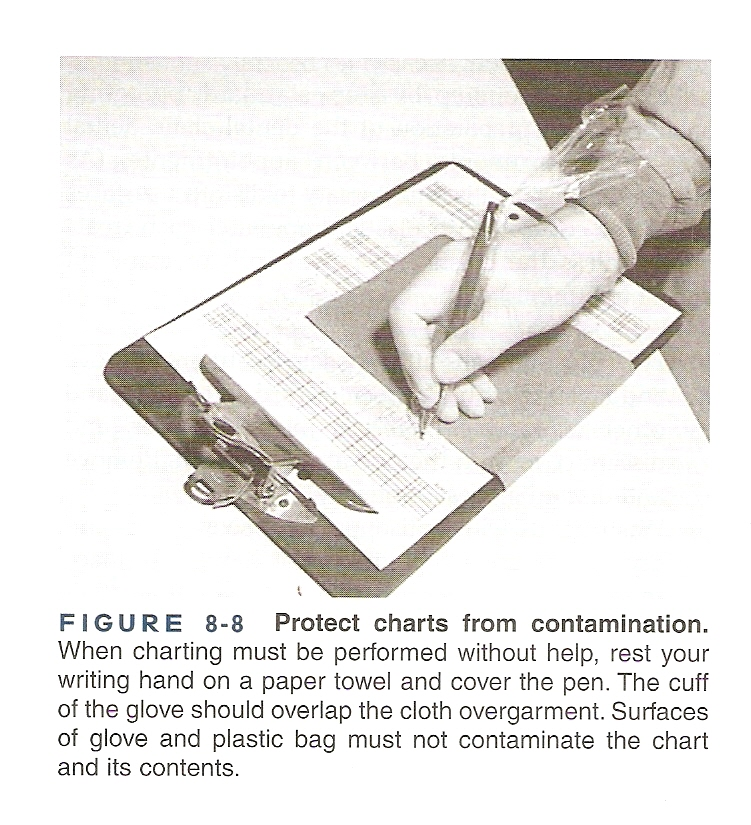 FIGURE 8-8 Protect charts from contamination.
When charting must be performed without help, rest your
writing hand on a paper towel and cover the pen. The cuff
of the glove should overlap the cloth overgarment. Surfaces
of glove and plastic bag must not contaminate the chart
and its contents.